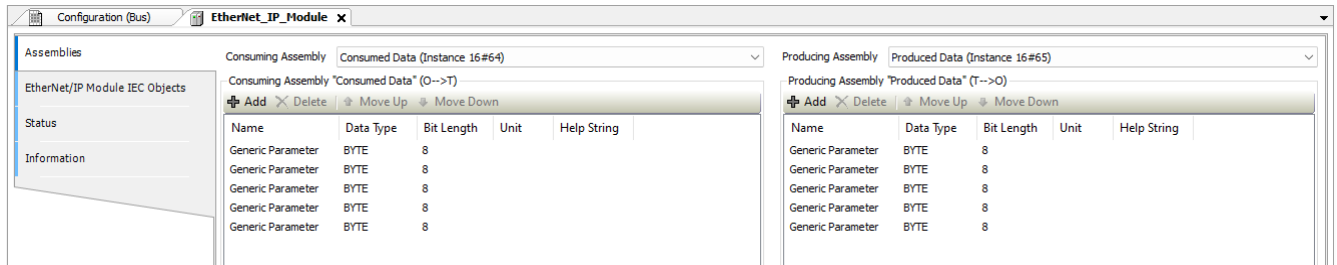 Configuration (Bus) EtherNet_IP_Module X
Assemblies
EtherNet/IP Module IEC Objects
Status
Information
Consuming Assembly Consumed Data (Instance 16#64)
Consuming Assembly "Consumed Data" (O-->T)
Add Delete Move Up Move Down
Name Data Type Bit Length Unit Help String
Generic Parameter BYTE 8
Generic Parameter BYTE 8
Generic Parameter BYTE 8
Generic Parameter BYTE 8
Generic Parameter BYTE 8
Producing Assembly Produced Data (Instance 16#65)
Producing Assembly "Produced Data" (T-->O)
Add Delete Move Up Move Down
Name Data Type Bit Length Unit Help String
Generic Parameter BYTE 8
Generic Parameter BYTE 8
Generic Parameter BYTE 8
Generic Parameter BYTE 8
Generic Parameter BYTE 8